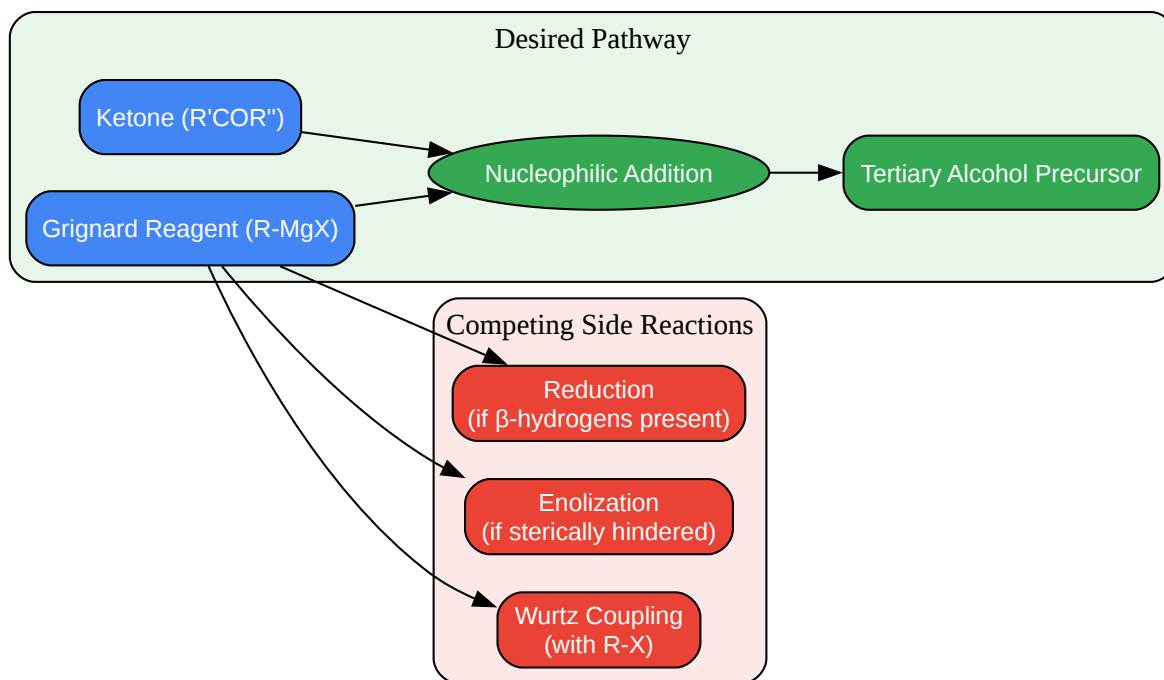 Desired Pathway
Ketone (R'COR")
Nucleophilic Addition
Tertiary Alcohol Precursor
Grignard Reagent (R-MgX)
Competing Side Reactions
Reduction
(if β-hydrogens present)
Enolization
(if sterically hindered)
Wurtz Coupling
(with R-X)